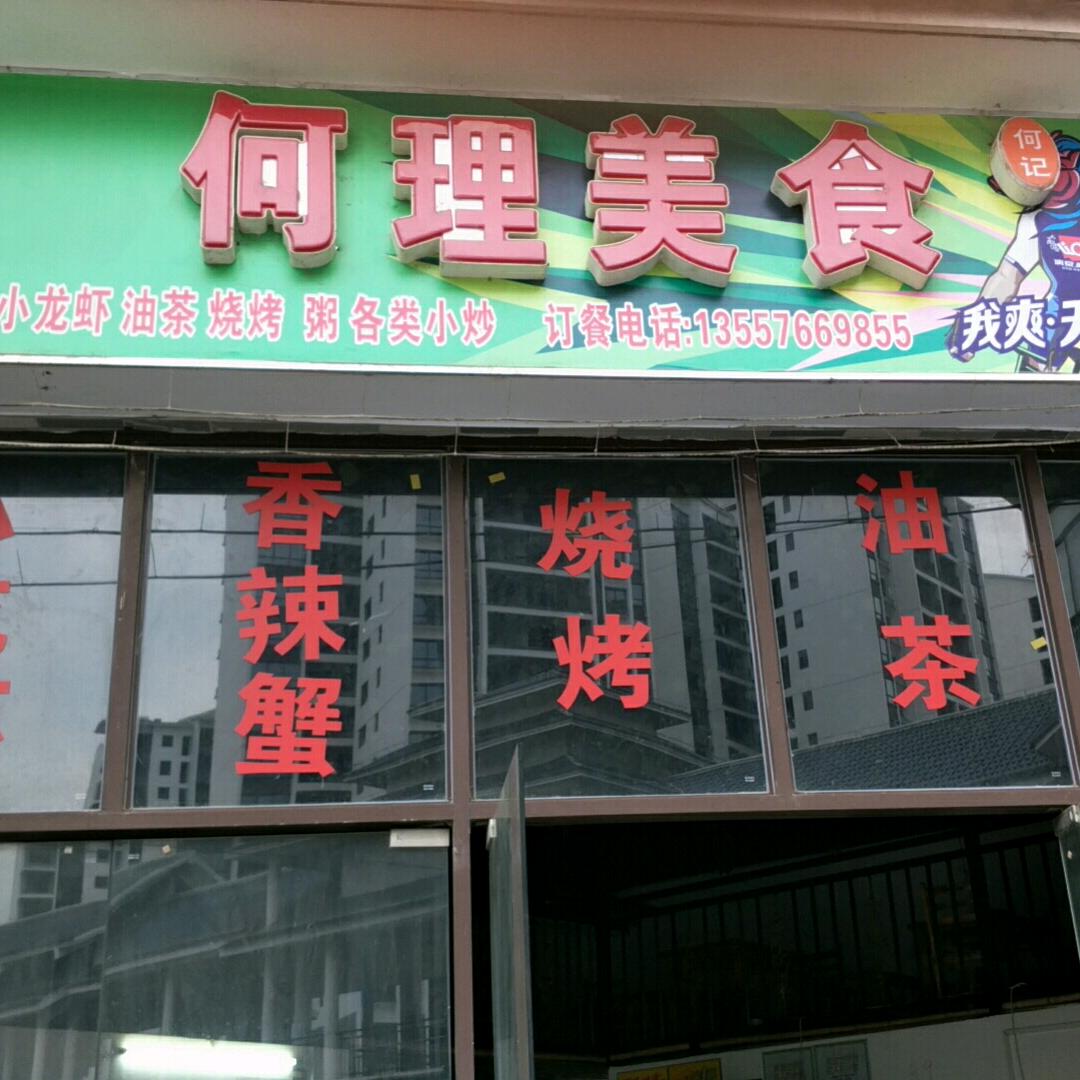 何理美食
何记
小龙虾 油茶 烧烤 粥 各类小炒 订餐电话:13557669855
我爽·
香辣蟹
烧烤
油茶